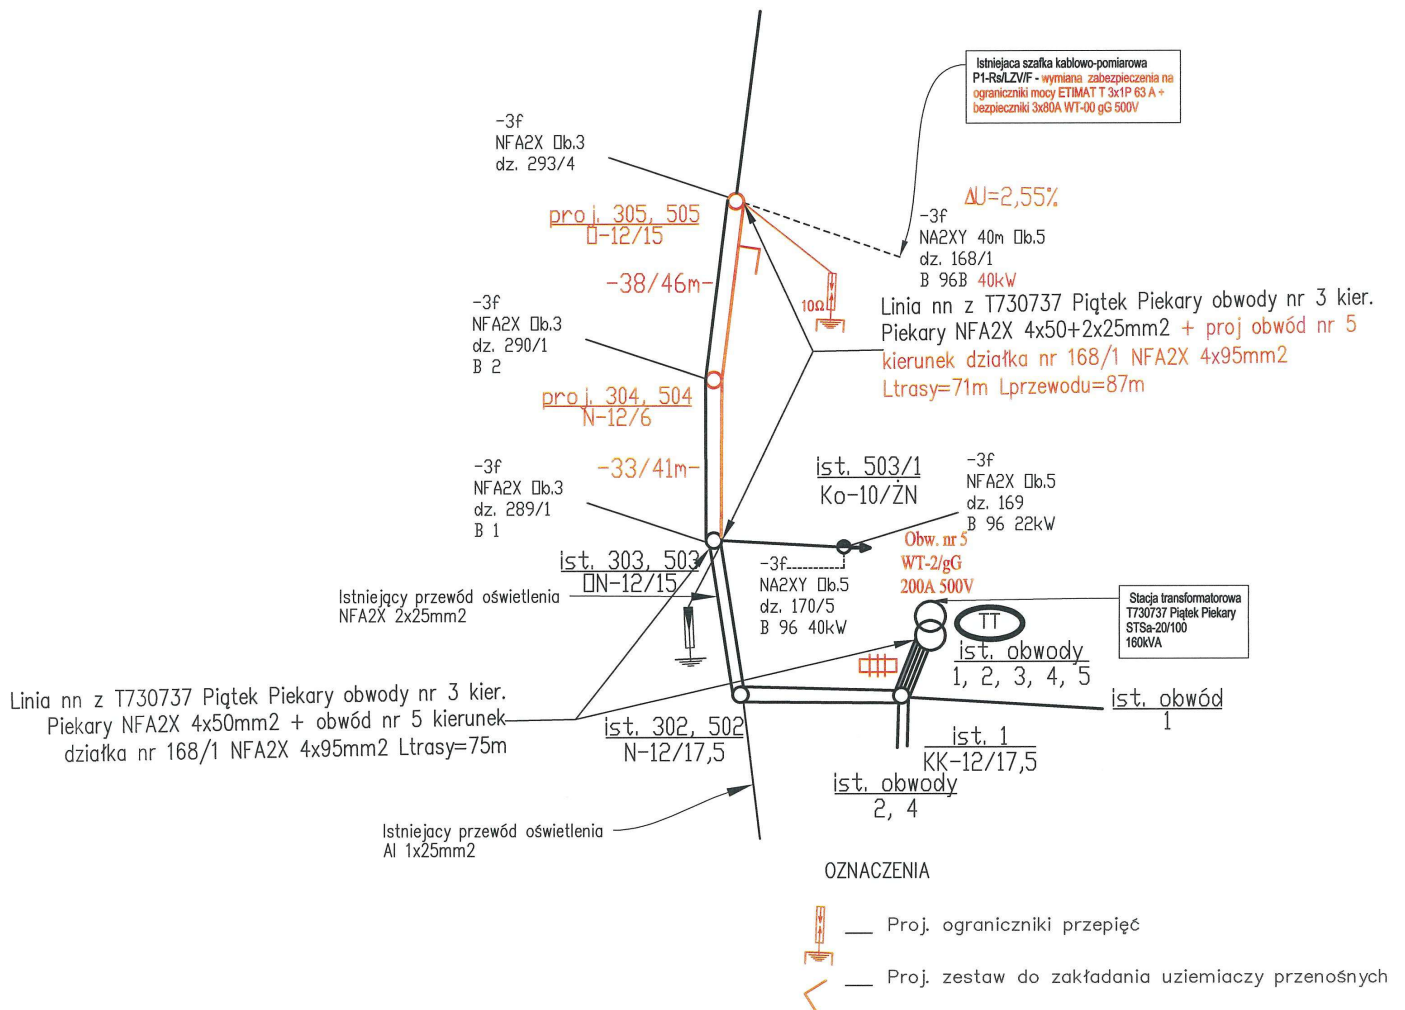 Istniejaca szafka kablowo-pomiarowa
P1-Rs/LZV/F - wymiana zabezpieczenia na
ograniczniki mocy ETIMAT T 3x1P 63 A +
bezpieczniki 3x80A WT-00 gG 500V
-3f
NFA2X Ob.3
dz. 293/4
ΔU=2,55%
-3f
NA2XY 40m Ob.5
dz. 168/1
B 96B 40kW
proj. 305, 505
O-12/15
-38/46m-
10Ω
Linia nn z T730737 Piątek Piekary obwody nr 3 kier.
Piekary NFA2X 4x50+2x25mm2 + proj obwód nr 5
kierunek działka nr 168/1 NFA2X 4x95mm2
Ltrasy=71m Lprzewodu=87m
-3f
NFA2X Ob.3
dz. 290/1
B 2
proj. 304, 504
N-12/6
-33/41m-
-3f
NFA2X Ob.3
dz. 289/1
B 1
ist. 503/1
Ko-10/ŻN
-3f
NFA2X Ob.5
dz. 169
B 96 22kW
ist. 303, 503
ON-12/15
-3f
NA2XY Ob.5
dz. 170/5
B 96 40kW
Obw. nr 5
WT-2/gG
200A 500V
Istniejący przewód oświetlenia
NFA2X 2x25mm2
TT
Stacja transformatorowa
T730737 Piątek Piekary
STSa-20/100
160kVA
ist. obwody
1, 2, 3, 4, 5
Linia nn z T730737 Piątek Piekary obwody nr 3 kier.
Piekary NFA2X 4x50mm2 + obwód nr 5 kierunek
działka nr 168/1 NFA2X 4x95mm2 Ltrasy=75m
ist. 302, 502
N-12/17,5
ist. obwód
1
ist. 1
KK-12/17,5
ist. obwody
2, 4
Istniejacy przewód oświetlenia
Al 1x25mm2
OZNACZENIA
Proj. ograniczniki przepięć
Proj. zestaw do zakładania uziemiaczy przenośnych